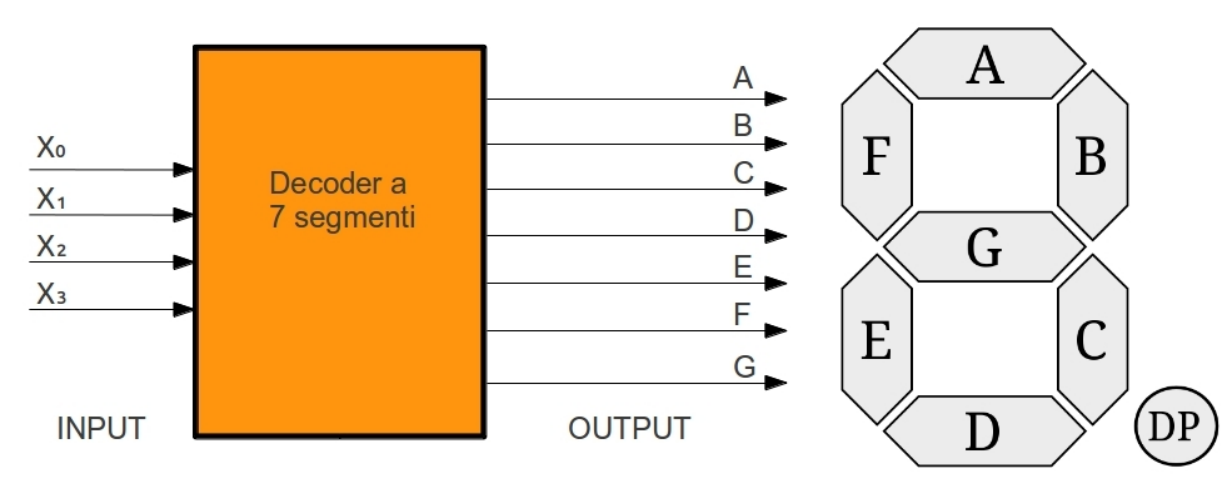 X₀
X₁
X₂
X₃
INPUT
Decoder a
7 segmenti
A
B
C
D
E
F
G
OUTPUT
A
F
B
G
E
C
D
DP